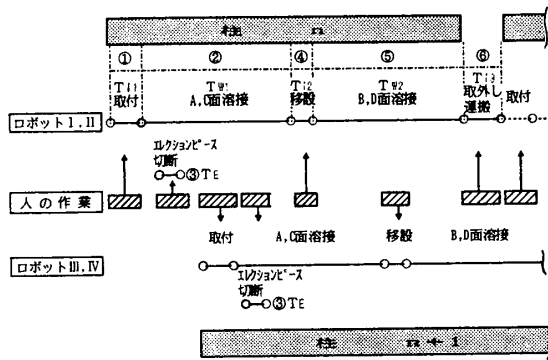 柱 m
① ② ④ ⑤ ⑥
Ti1 Tw1 Ti2 Tw2 Ti3
取付 A,C面溶接 移設 B,D面溶接 取外し 取付
運搬
ロボットI,II
エレクションピース
切断
③TE
人の作業
取付 A,C面溶接 移設 B,D面溶接
ロボットIII,IV
エレクションピース
切断
③TE
柱 m+1